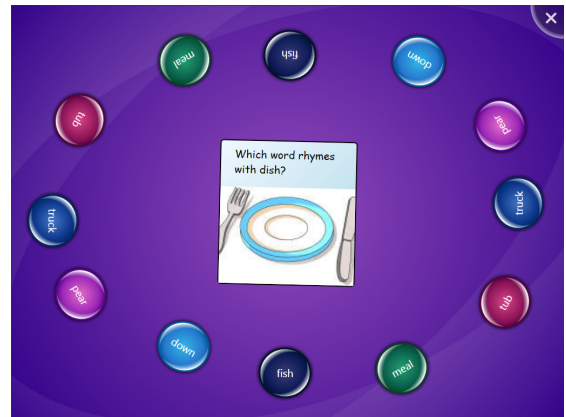 meal
fish
down
tub
pear
Which word rhymes
with dish?
truck
truck
pear
tub
down
fish
meal